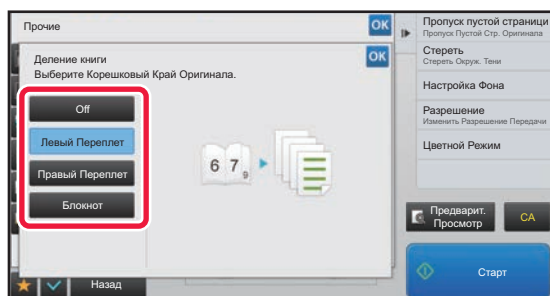 Прочие
OK
Деление книги
Выберите Корешковый Край Оригинала.
OK
Off
Левый Переплет
Правый Переплет
Блокнот
6 7 9
Назад
Пропуск пустой страници
Пропуск Пустой Стр. Оригинала
Стереть
Стереть Окруж. Тени
Настройка Фона
Разрешение
Изменить Разрешение Передачи
Цветной Режим
Предварит.
Просмотр
CA
Старт